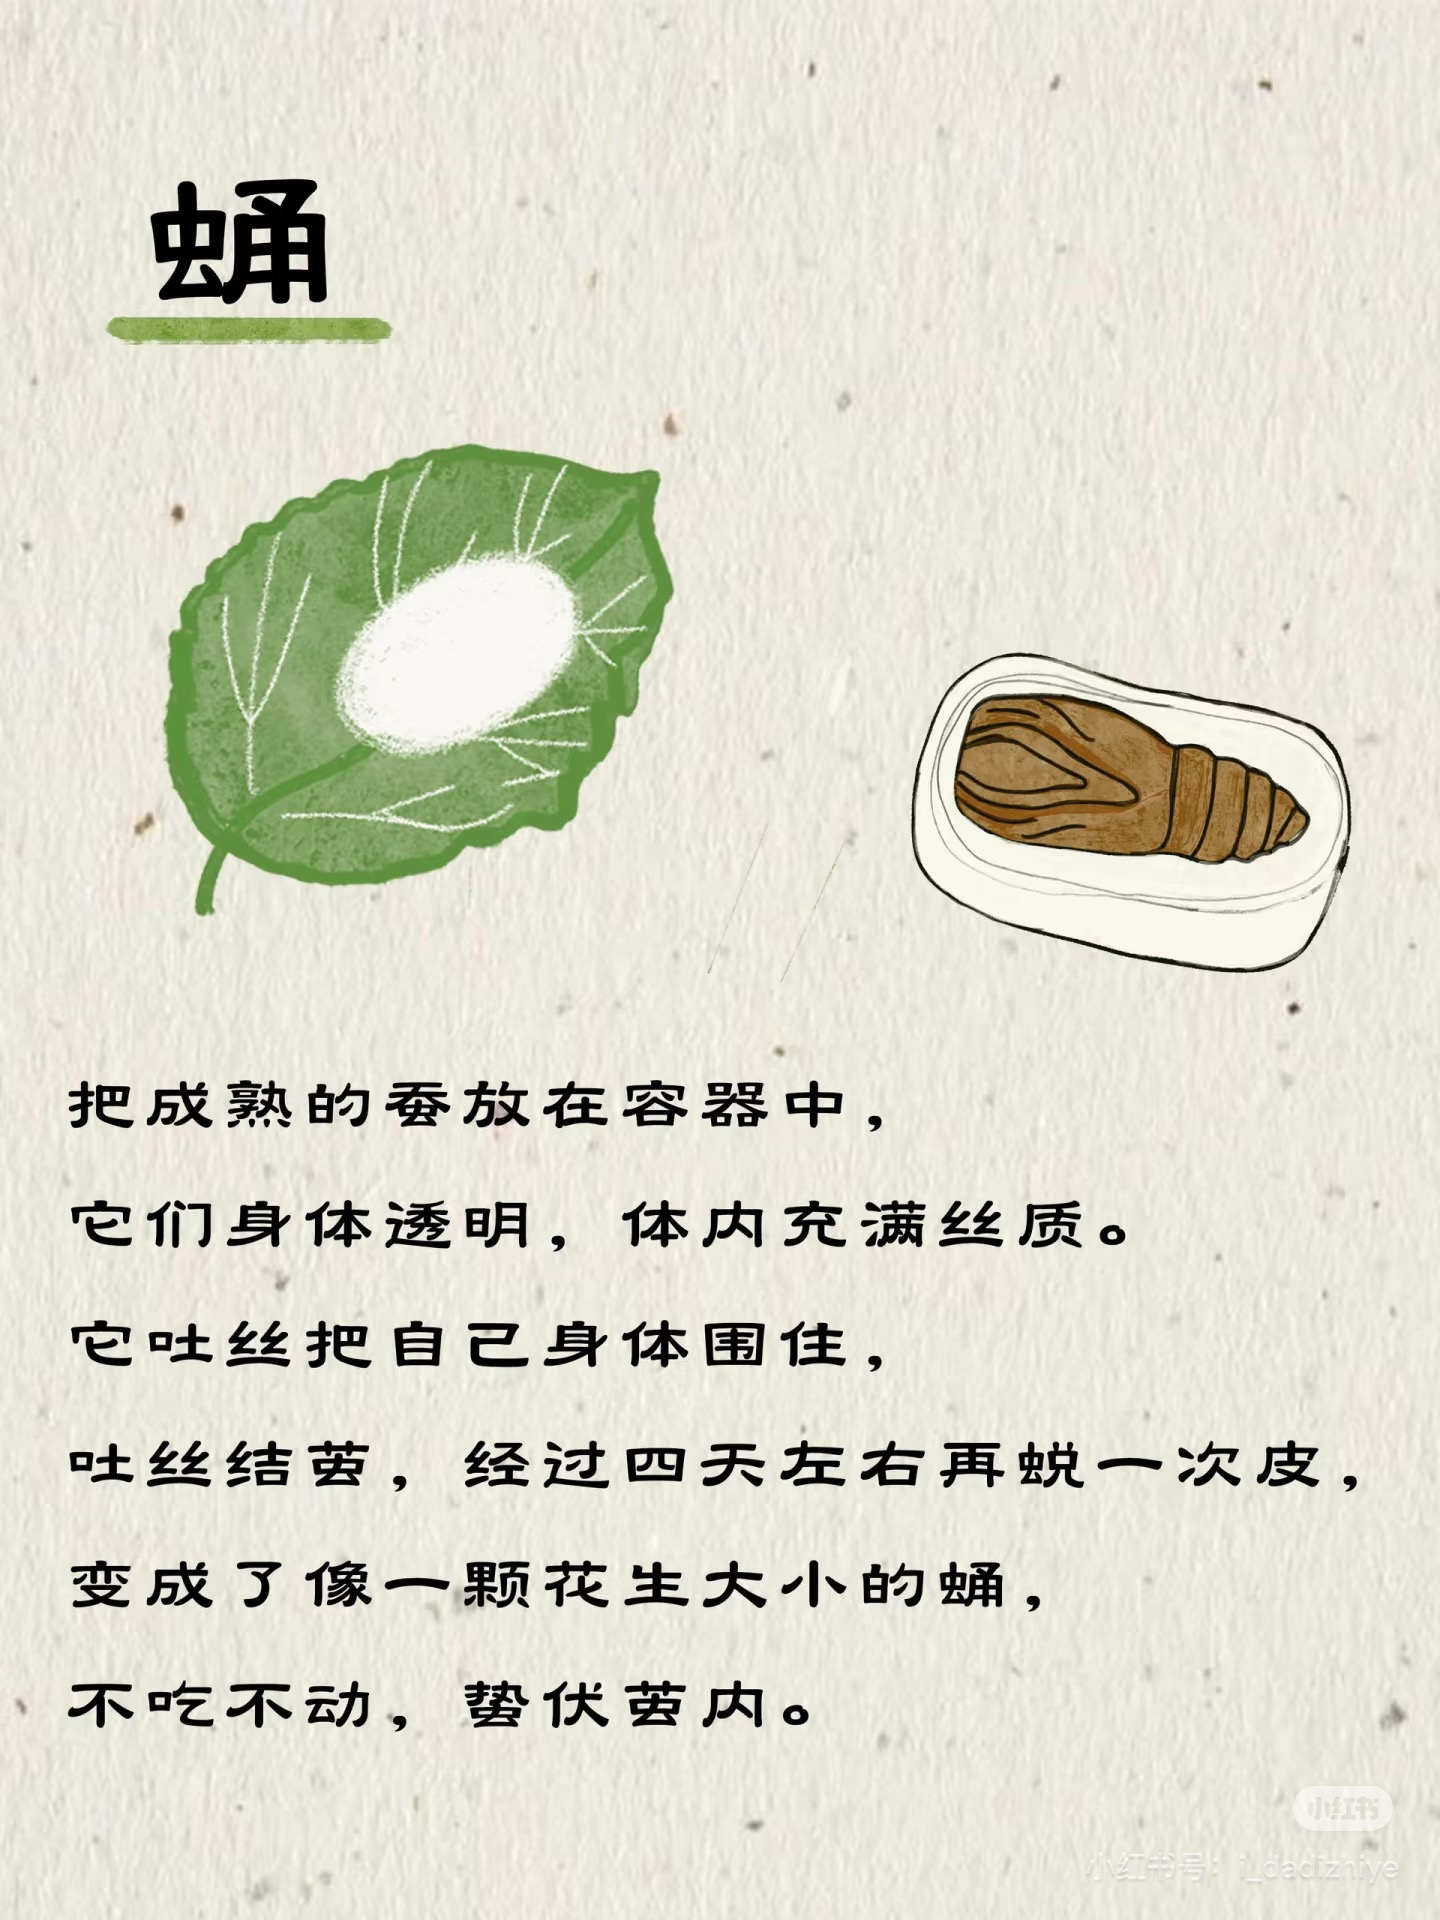 蛹
把成熟的蚕放在容器中，
它们身体透明，体内充满丝质。
它吐丝把自己身体围住，
吐丝结茧，经过四天左右再蜕一次皮，
变成了像一颗花生大小的蛹，
不吃不动，蛰伏茧内。
小红书
小红书号：i_dadizhiye